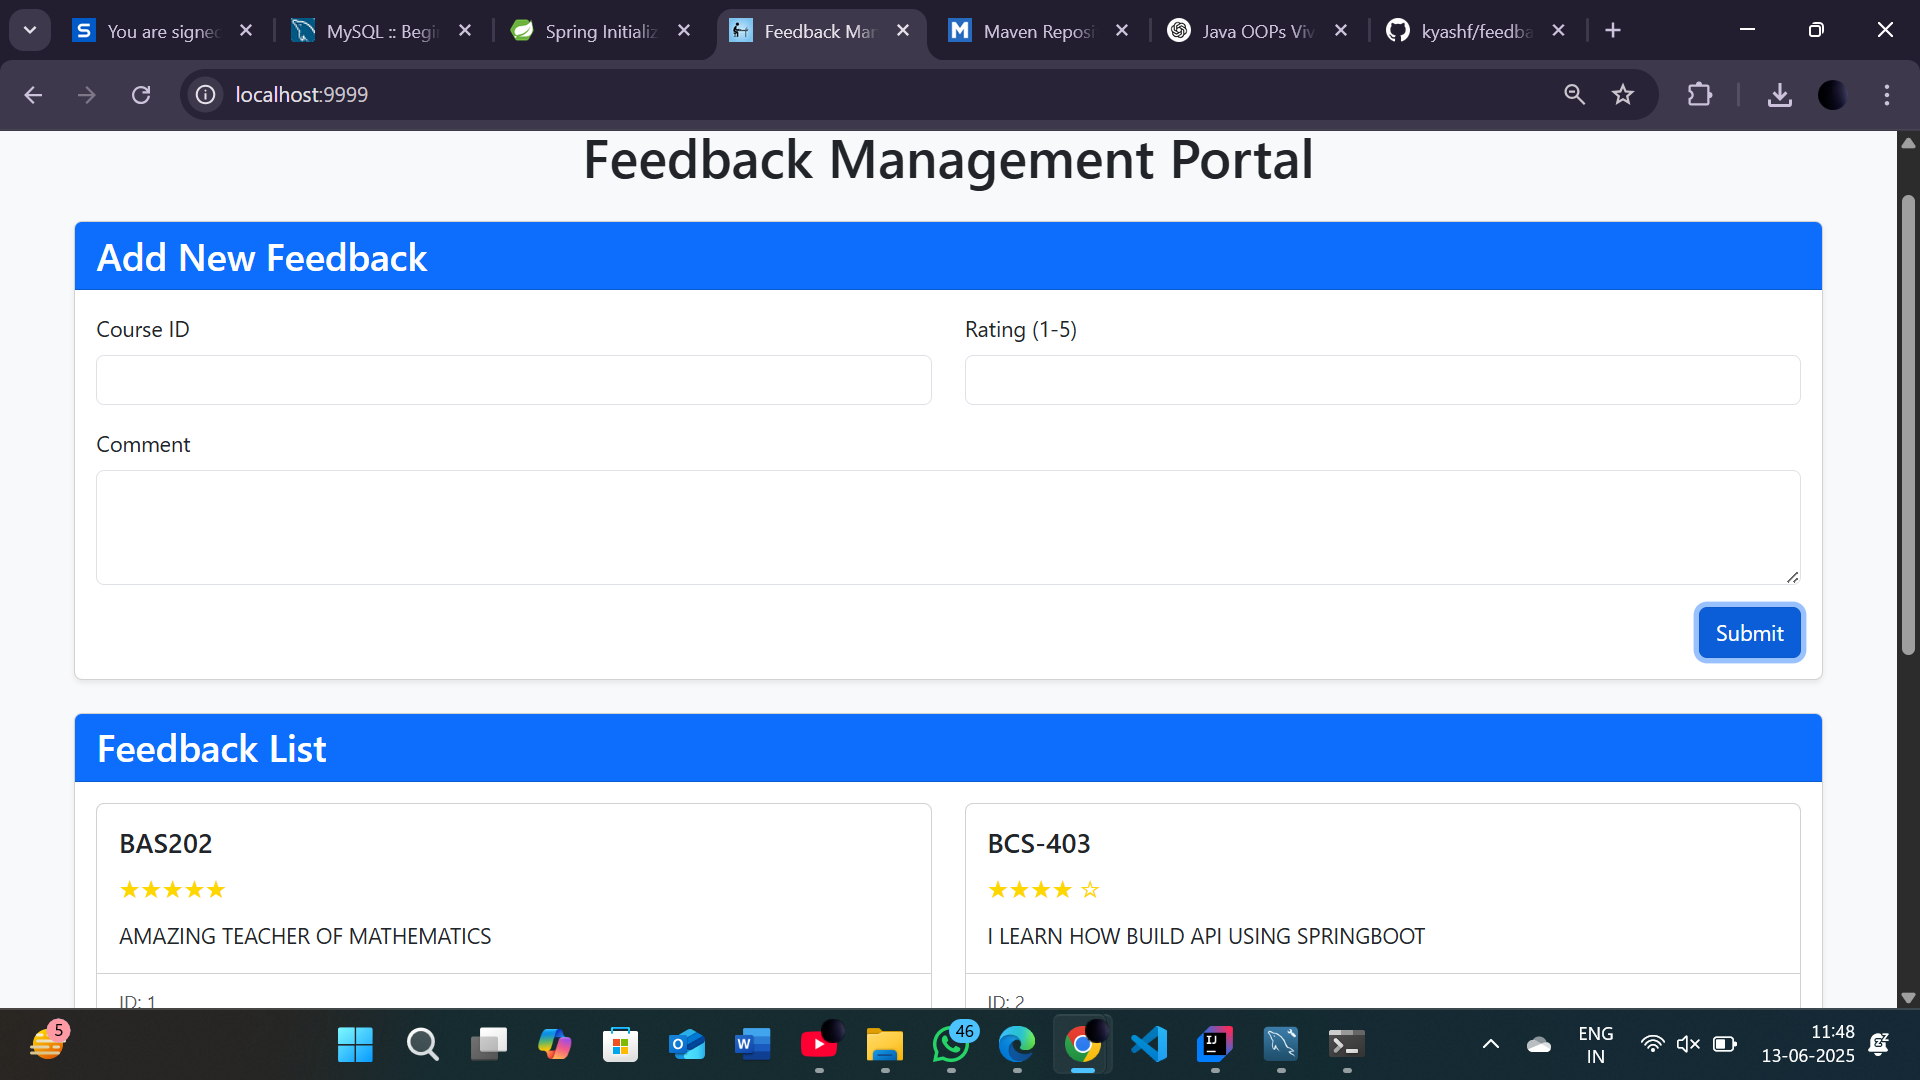 You are signe
MySQL :: Begi
Spring Initializ
Feedback Mar
Maven Reposi
Java OOPs Viv
kyashf/feedba
localhost:9999
Feedback Management Portal
Add New Feedback
Course ID
Rating (1-5)
Comment
Submit
Feedback List
BAS202
★★★★★
AMAZING TEACHER OF MATHEMATICS
ID: 1
BCS-403
★★★★☆
I LEARN HOW BUILD API USING SPRINGBOOT
ID: 2
5
46
ENG
IN
11:48
13-06-2025